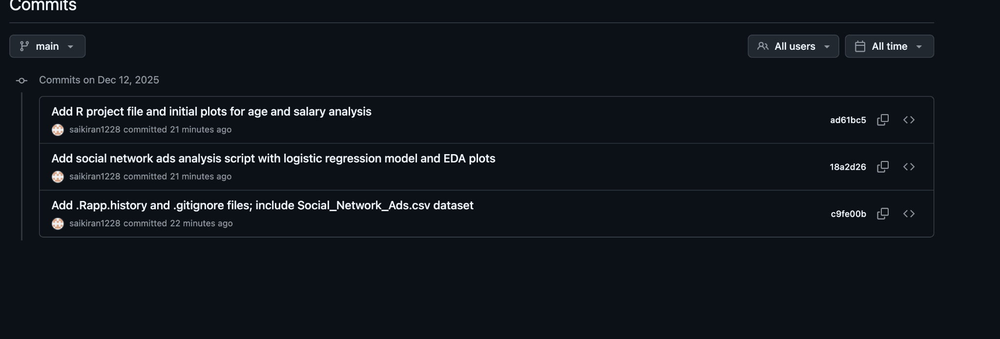 Commits
main
All users
All time
Commits on Dec 12, 2025
Add R project file and initial plots for age and salary analysis
saikiran1228 committed 21 minutes ago
ad61bc5
Add social network ads analysis script with logistic regression model and EDA plots
saikiran1228 committed 21 minutes ago
18a2d26
Add .Rapp.history and .gitignore files; include Social_Network_Ads.csv dataset
saikiran1228 committed 22 minutes ago
c9fe00b